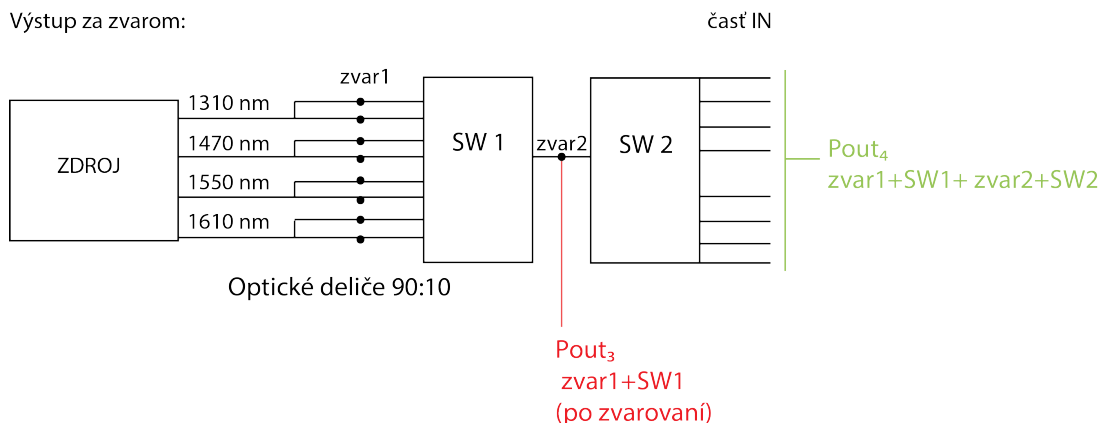 Výstup za zvarom:
časť IN
zvar1
1310 nm
1470 nm
1550 nm
1610 nm
ZDROJ
SW 1
zvar2
SW 2
Pout₄
zvar1+SW1+ zvar2+SW2
Optické deliče 90:10
Pout₃
zvar1+SW1
(po zvarovaní)